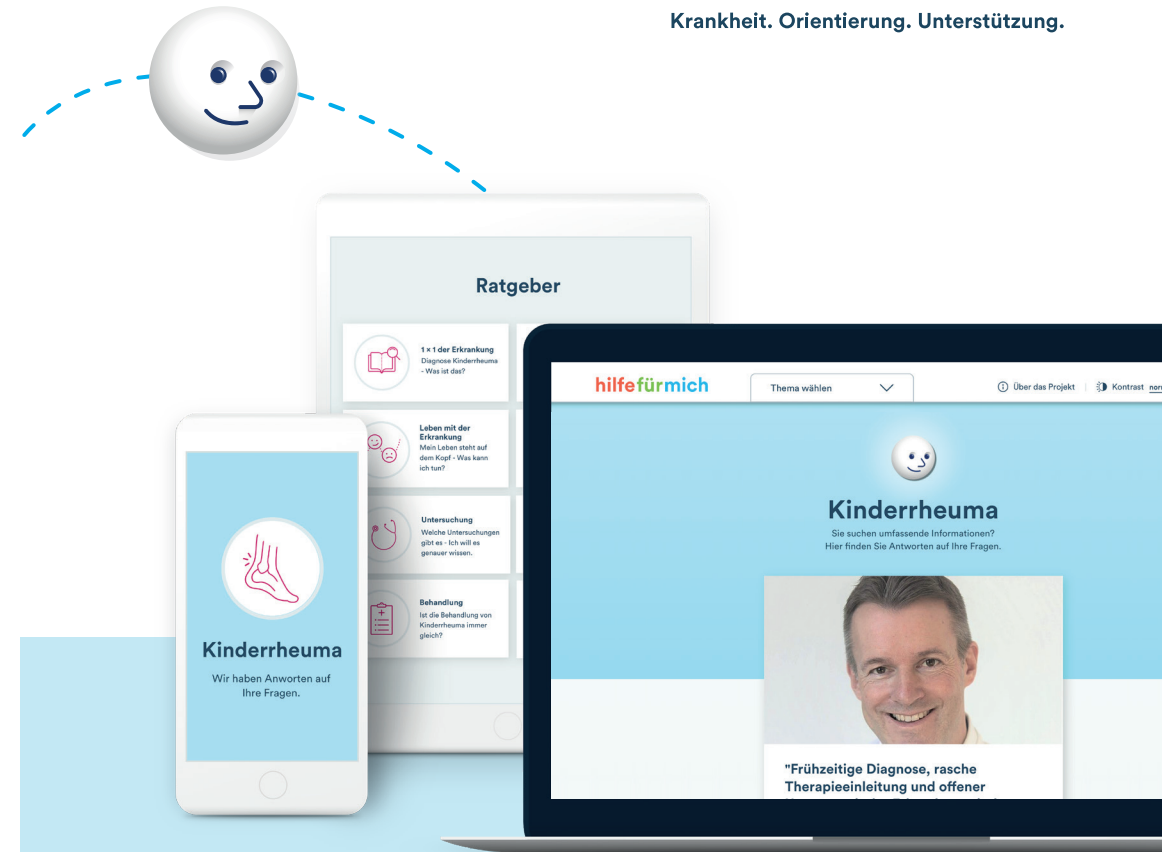 Krankheit. Orientierung. Unterstützung.
Ratgeber
1 × 1 der Erkrankung
Diagnose Kinderrheuma
- Was ist das?
Leben mit der
Erkrankung
Mein Leben steht auf
dem Kopf - Was kann
ich tun?
Untersuchung
Welche Untersuchungen
gibt es - Ich will es
genauer wissen.
Behandlung
Ist die Behandlung von
Kinderrheuma immer
gleich?
Kinderrheuma
Wir haben Anworten auf
Ihre Fragen.
hilfefürmich
Thema wählen
Über das Projekt
Kontrast
Kinderrheuma
Sie suchen umfassende Informationen?
Hier finden Sie Antworten auf Ihre Fragen.
"Frühzeitige Diagnose, rasche
Therapieeinleitung und offener